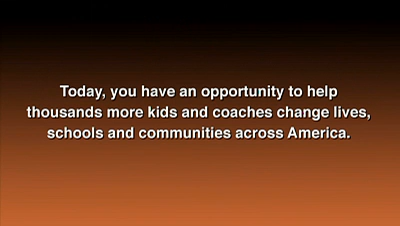 Today, you have an opportunity to help
thousands more kids and coaches change lives,
schools and communities across America.